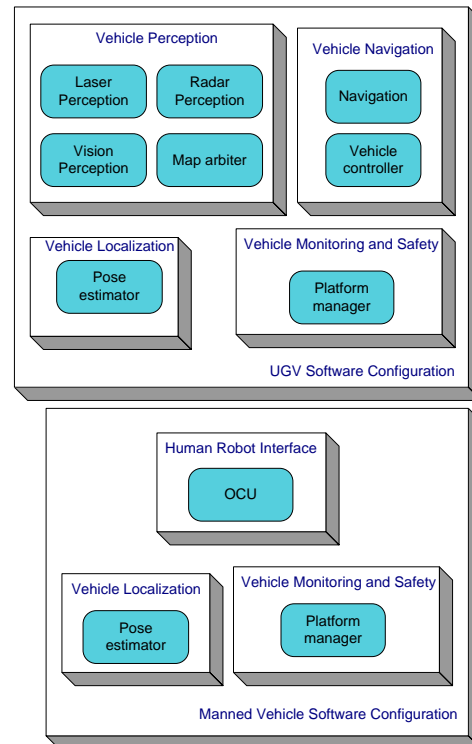 Vehicle Perception
Laser
Perception
Radar
Perception
Vision
Perception
Map arbiter
Vehicle Navigation
Navigation
Vehicle
controller
Vehicle Localization
Pose
estimator
Vehicle Monitoring and Safety
Platform
manager
UGV Software Configuration
Human Robot Interface
OCU
Vehicle Localization
Pose
estimator
Vehicle Monitoring and Safety
Platform
manager
Manned Vehicle Software Configuration